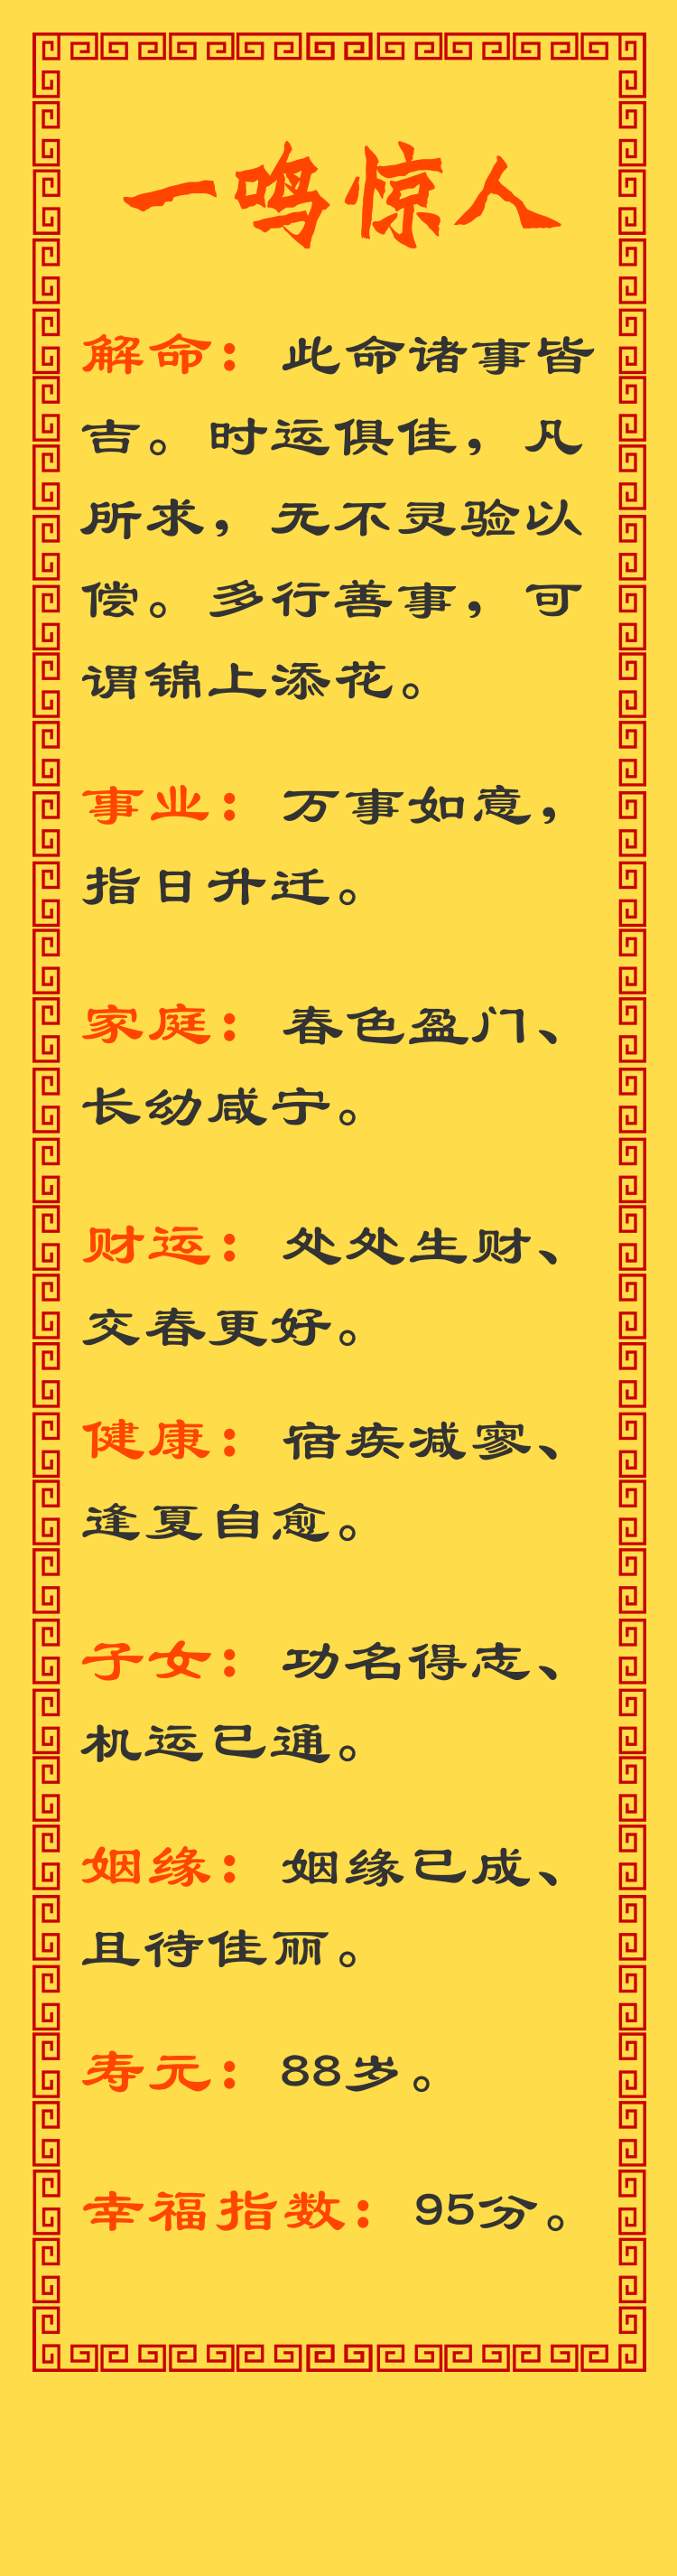 一鸣惊人
解命：此命诸事皆
吉。时运俱佳，凡
所求，无不灵验以
偿。多行善事，可
谓锦上添花。
事业：万事如意，
指日升迁。
家庭：春色盈门、
长幼咸宁。
财运：处处生财、
交春更好。
健康：宿疾减寥、
逢夏自愈。
子女：功名得志、
机运已通。
姻缘：姻缘已成、
且待佳丽。
寿元：88岁。
幸福指数：95分。